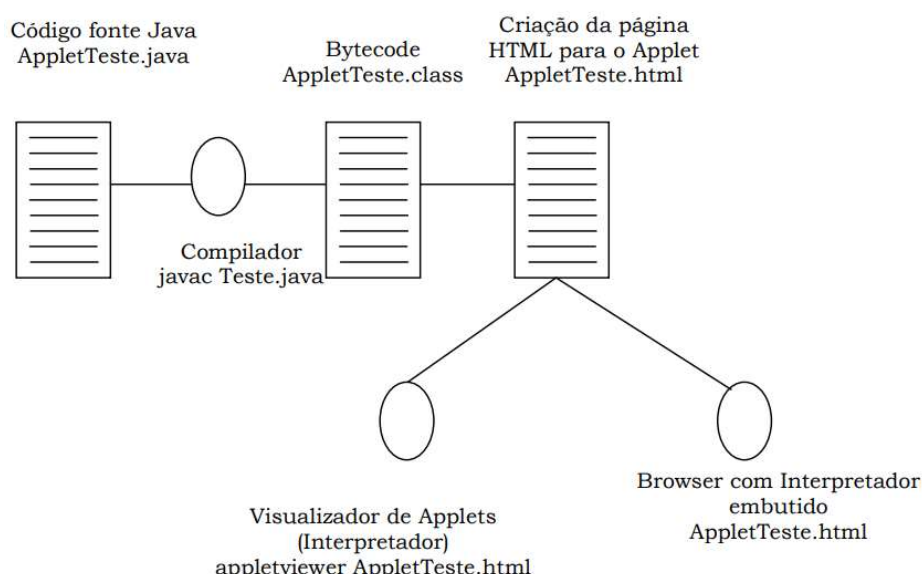 Código fonte Java
AppletTeste.java
Bytecode
AppletTeste.class
Criação da página
HTML para o Applet
AppletTeste.html
Compilador
javac Teste.java
Visualizador de Applets
(Interpretador)
appletviewer AppletTeste.html
Browser com Interpretador
embutido
AppletTeste.html